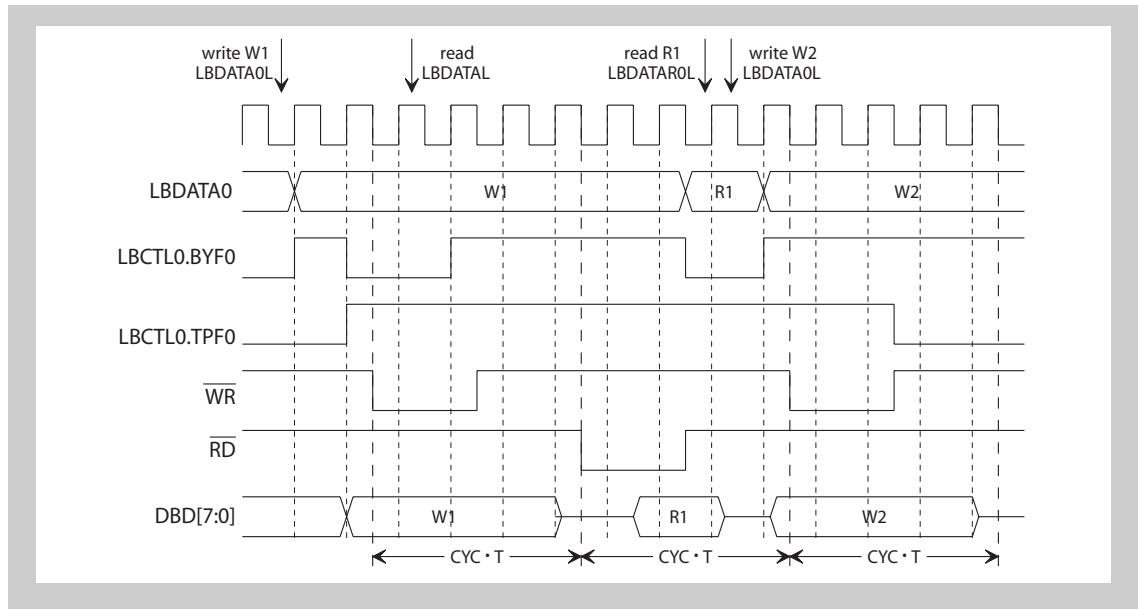 write W1 read read R1 write W2
LBDATA0L LBDATAL LBDATAR0L LBDATA0L
LBDATA0 W1 R1 W2
LBCTL0.BYF0
LBCTL0.TPF0
WR
RD
DBD[7:0] W1 R1 W2
CYC · T CYC · T CYC · T